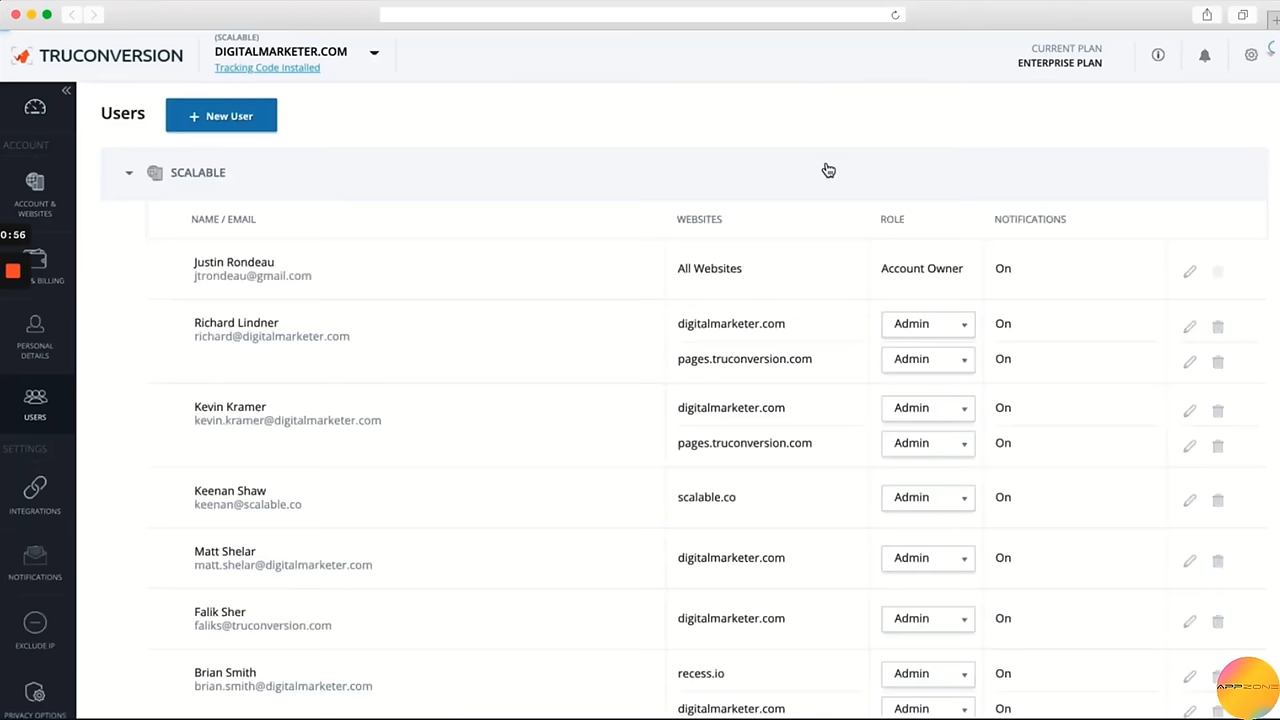 TRUCONVERSION
(SCALABLE)
DIGITALMARKETER.COM
Tracking Code Installed
CURRENT PLAN
ENTERPRISE PLAN
Users
+ New User
ACCOUNT
ACCOUNT &
WEBSITES
0:56
& BILLING
PERSONAL
DETAILS
USERS
SETTINGS
INTEGRATIONS
NOTIFICATIONS
EXCLUDE IP
PRIVACY OPTIONS
SCALABLE
NAME / EMAIL WEBSITES ROLE NOTIFICATIONS
Justin Rondeau
jtrondeau@gmail.com
All Websites Account Owner On
Richard Lindner
richard@digitalmarketer.com
digitalmarketer.com Admin On
pages.truconversion.com Admin
Kevin Kramer
kevin.kramer@digitalmarketer.com
digitalmarketer.com Admin On
pages.truconversion.com Admin
Keenan Shaw
keenan@scalable.co
scalable.co Admin On
Matt Shelar
matt.shelar@digitalmarketer.com
digitalmarketer.com Admin On
Falik Sher
faliks@truconversion.com
digitalmarketer.com Admin On
Brian Smith
brian.smith@digitalmarketer.com
recess.io Admin On
digitalmarketer.com Admin On
APPZONE